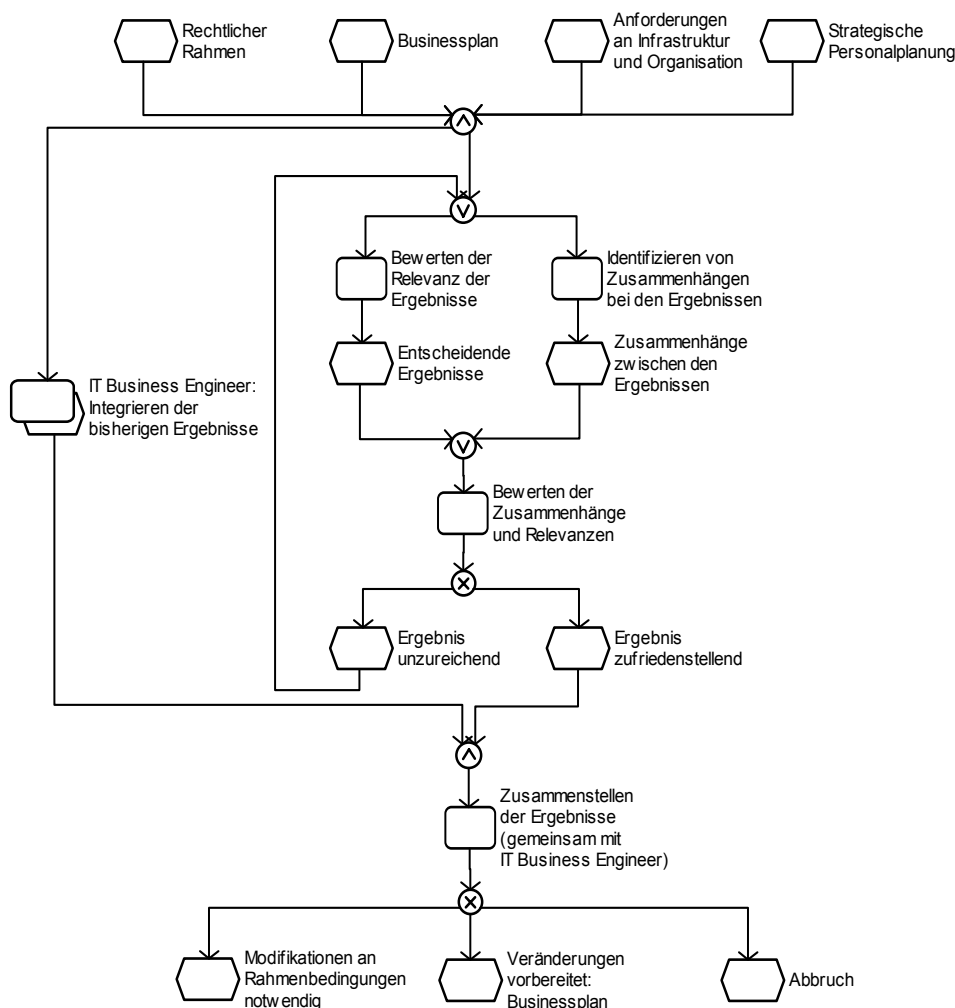 Rechtlicher
Rahmen
Businessplan
Anforderungen
an Infrastruktur
und Organisation
Strategische
Personalplanung
Bewerten der
Relevanz der
Ergebnisse
Identifizieren von
Zusammenhängen
bei den Ergebnissen
Entscheidende
Ergebnisse
Zusammenhänge
zwischen den
Ergebnissen
IT Business Engineer:
Integrieren der
bisherigen Ergebnisse
Bewerten der
Zusammenhänge
und Relevanzen
Ergebnis
unzureichend
Ergebnis
zufriedenstellend
Zusammenstellen
der Ergebnisse
(gemeinsam mit
IT Business Engineer)
Modifikationen an
Rahmenbedingungen
notwendig
Veränderungen
vorbereitet:
Businessplan
Abbruch